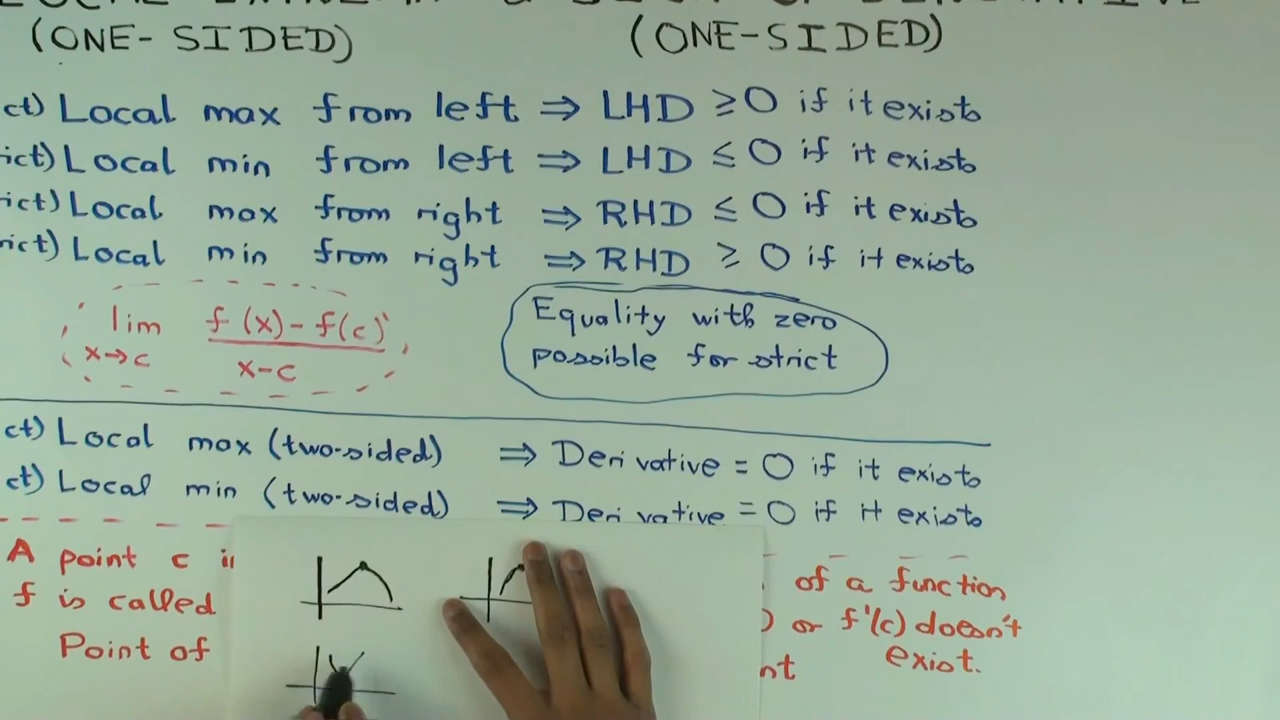 (ONE-SIDED) (ONE-SIDED)
ct) Local max from left ⇒ LHD ≥0 if it exists
ict) Local min from left ⇒ LHD ≤ 0 if it exists
ict) Local max from right ⇒ RHD ≤ 0 if it exists
rict) Local min from right ⇒ RHD ≥ 0 if it exists
lim x→c f(x)-f(c) / x-c
Equality with zero
possible for strict
ct) Local max (two-sided) ⇒ Derivative = 0 if it exists
ct) Local min (two-sided) ⇒ Derivative = 0 if it exists
A point c of a function
f is called ) or f'(c) doesn't
Point of nt exist.